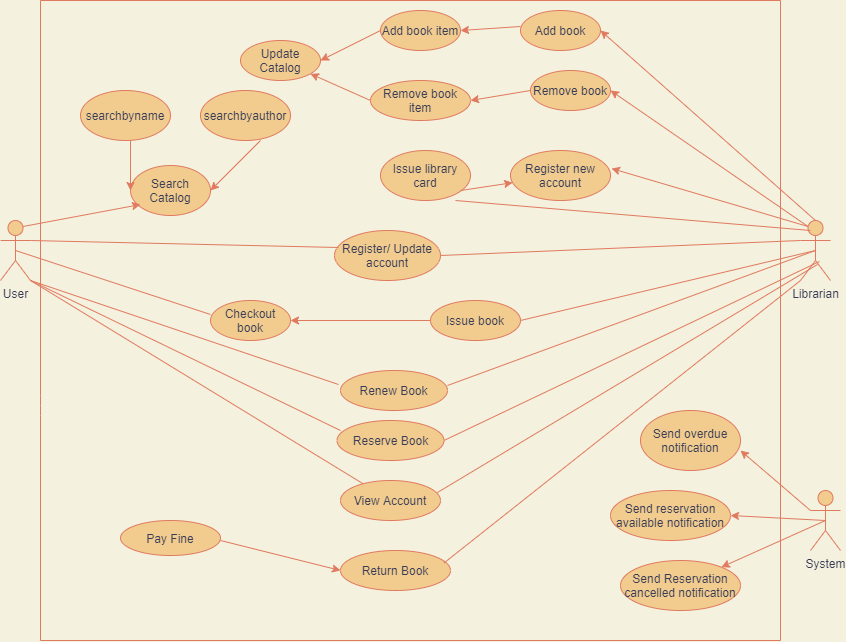 Add book item
Add book
Update
Catalog
Remove book
item
Remove book
searchbyname
searchbyauthor
Search
Catalog
Issue library
card
Register new
account
Register/ Update
account
User
Librarian
Checkout
book
Issue book
Renew Book
Reserve Book
Send overdue
notification
View Account
Send reservation
available notification
Pay Fine
Return Book
System
Send Reservation
cancelled notification